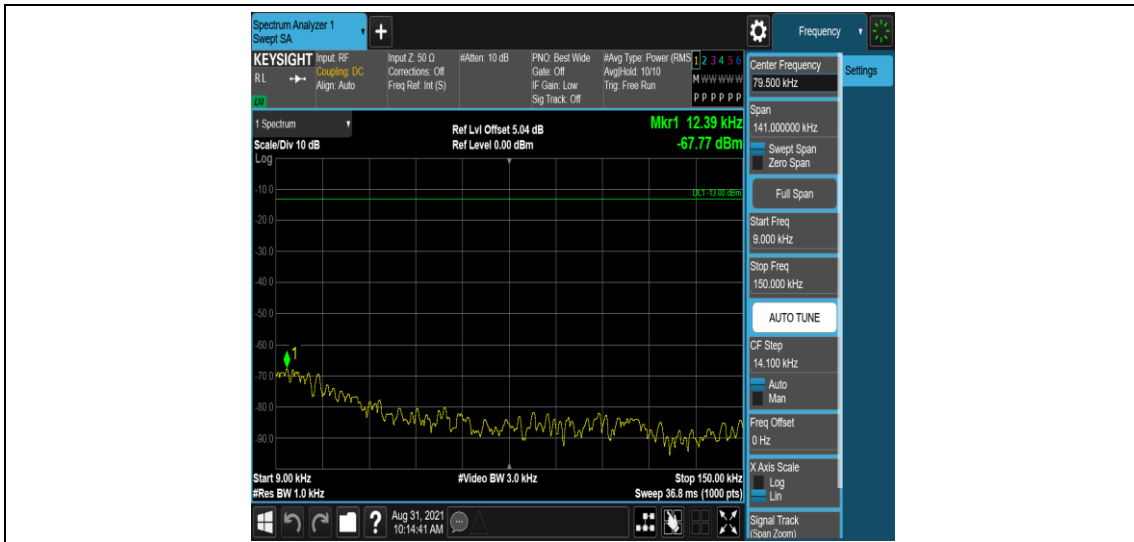 Spectrum Analyzer 1
Swept SA
+
Frequency
KEYSIGHT
RL
LXI
Input: RF
Coupling: DC
Align: Auto
Input Z: 50 Ω
Corrections: Off
Freq Ref: Int (S)
#Atten: 10 dB
PNO: Best Wide
Gate: Off
IF Gain: Low
Sig Track: Off
#Avg Type: Power (RMS
Avg|Hold: 10/10
Trig: Free Run
1 2 3 4 5 6
M W W W W W
P P P P P P
1 Spectrum
Scale/Div 10 dB
Log
Ref Lvl Offset 5.04 dB
Ref Level 0.00 dBm
Mkr1 12.39 kHz
-67.77 dBm
DL1 -13.00 dBm
-10.0
-20.0
-30.0
-40.0
-50.0
-60.0
1
-70.0
-80.0
-90.0
Start 9.00 kHz
#Res BW 1.0 kHz
#Video BW 3.0 kHz
Stop 150.00 kHz
Sweep 36.8 ms (1000 pts)
Aug 31, 2021
10:14:41 AM
?
Center Frequency
79.500 kHz
Settings
Span
141.000000 kHz
Swept Span
Zero Span
Full Span
Start Freq
9.000 kHz
Stop Freq
150.000 kHz
AUTO TUNE
CF Step
14.100 kHz
Auto
Man
Freq Offset
0 Hz
X Axis Scale
Log
Lin
Signal Track
(Span Zoom)